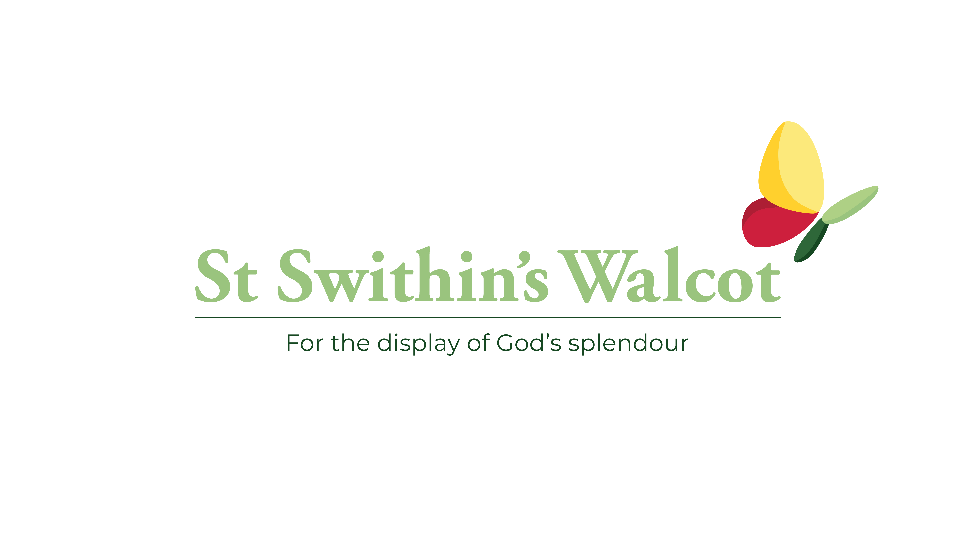 St Swithin's Walcot
For the display of God's splendour